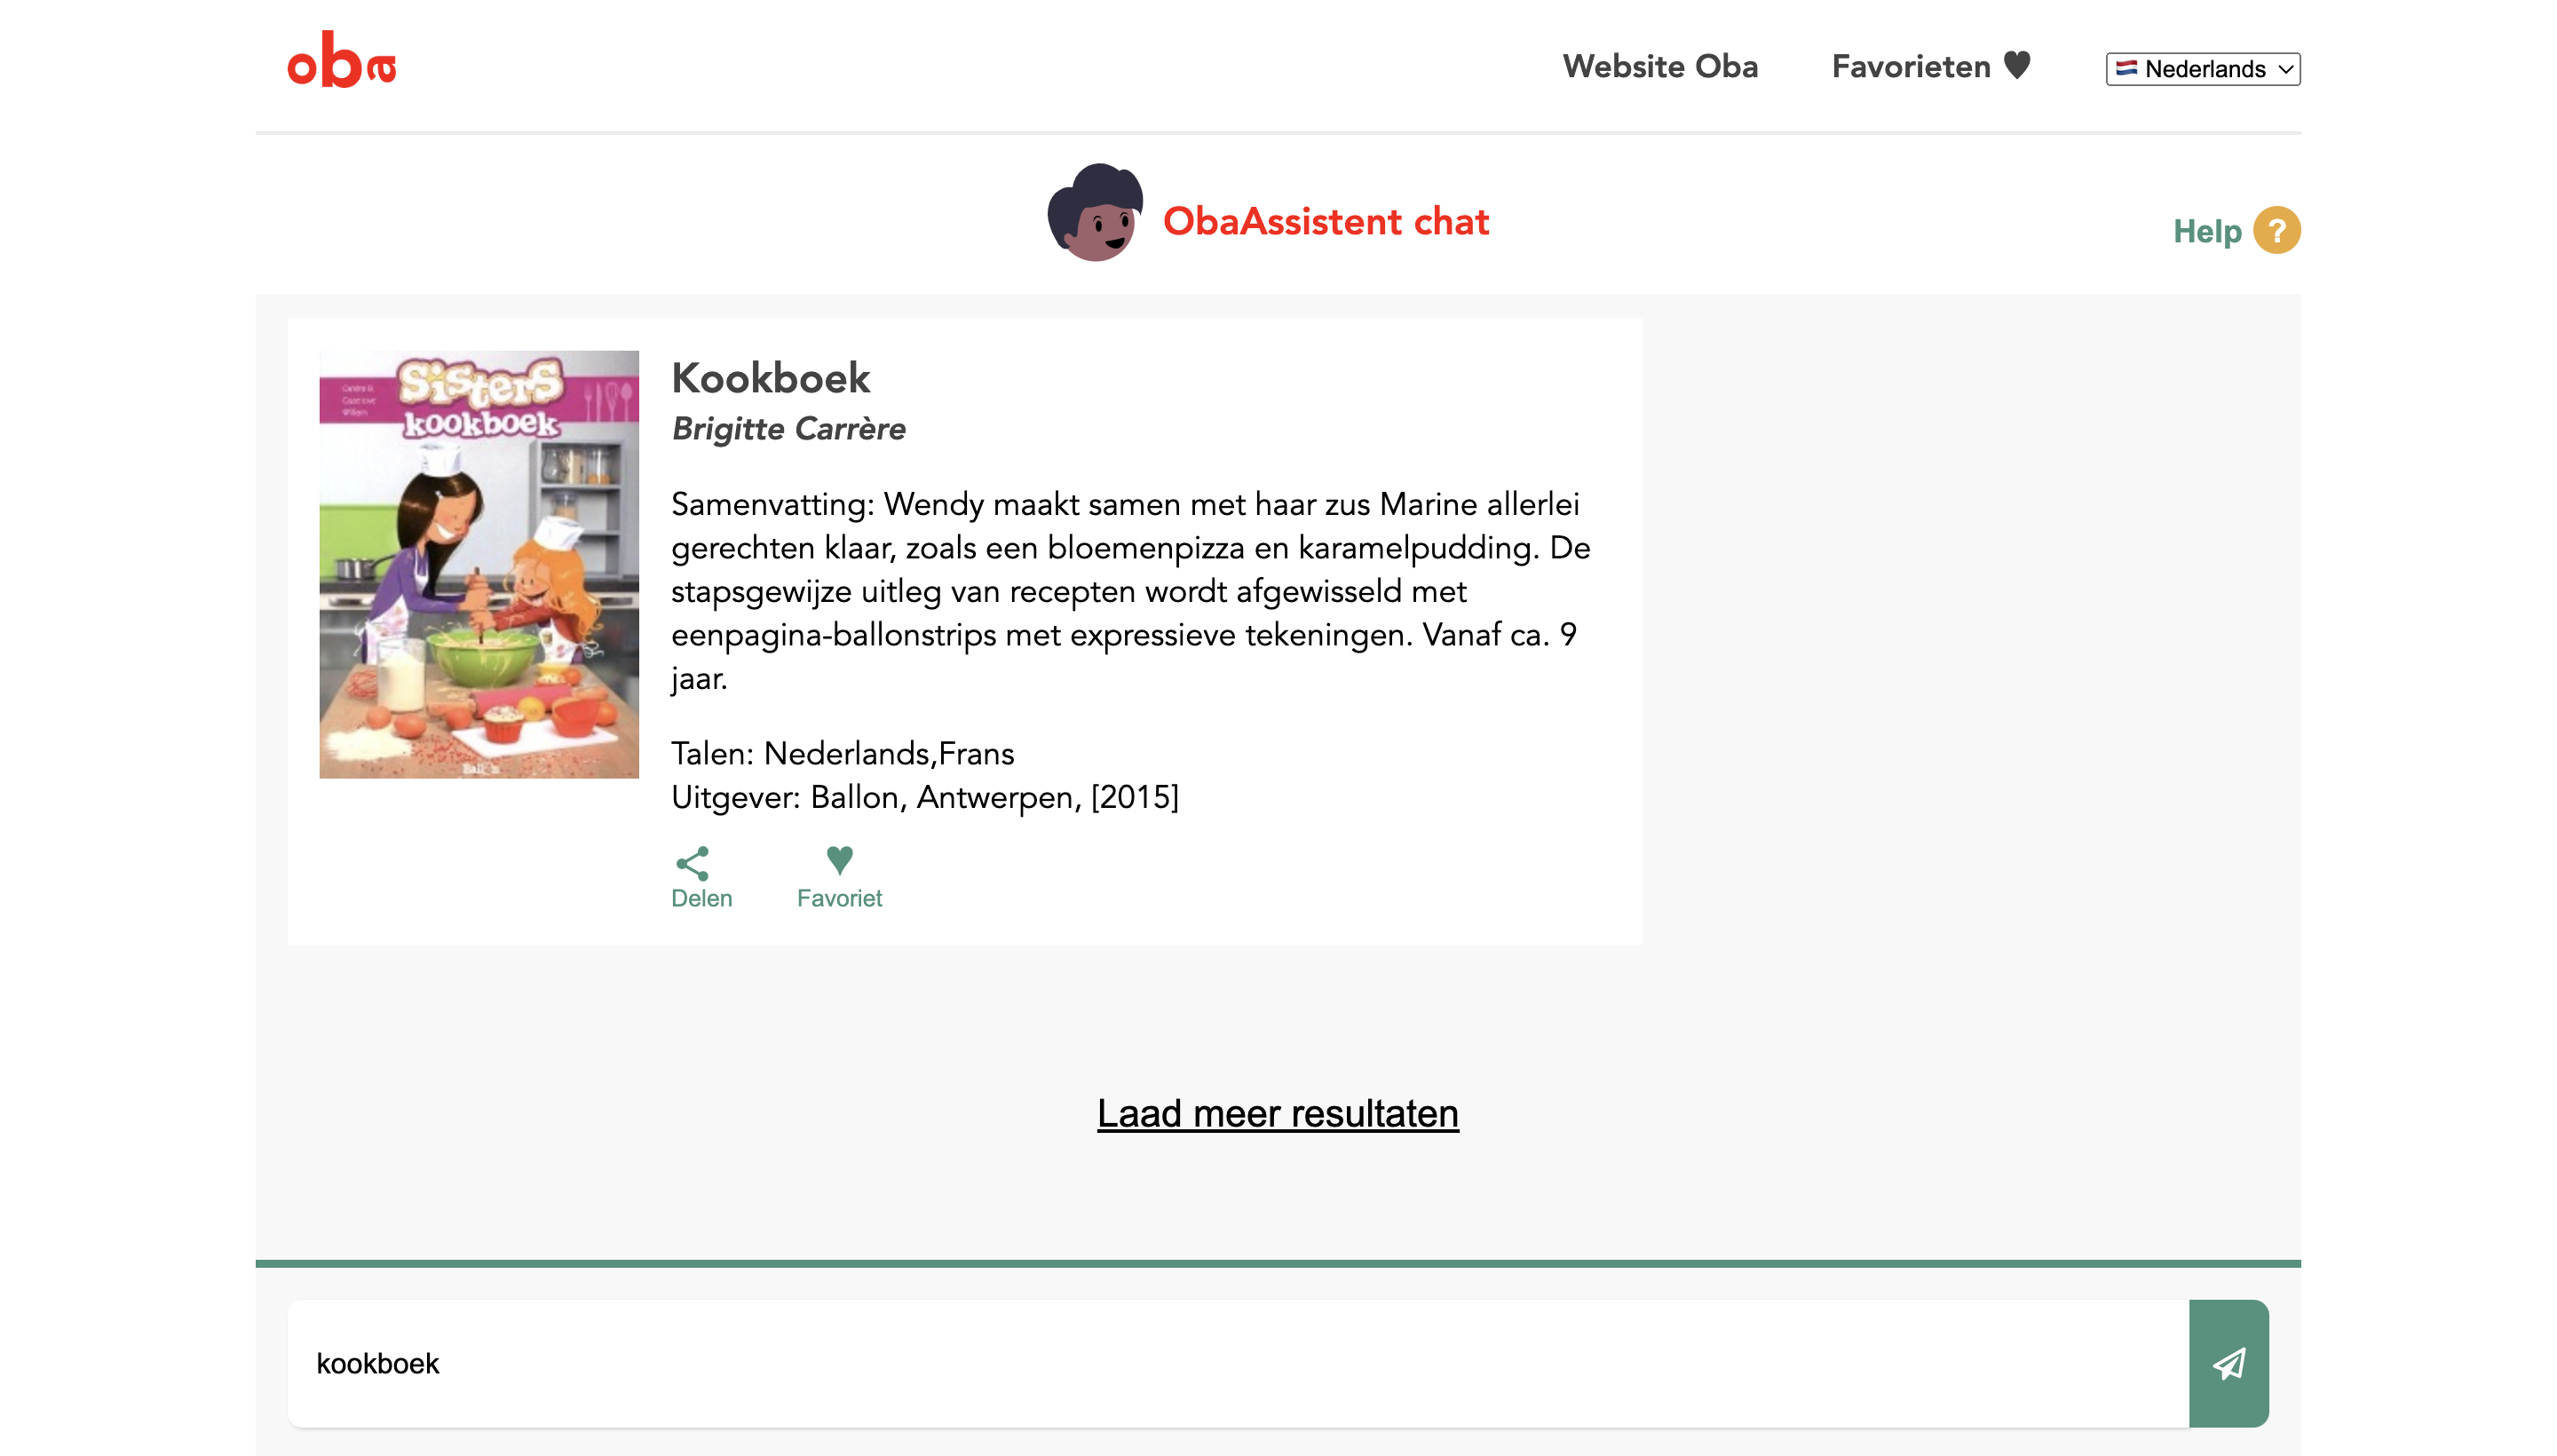 oba
Website Oba
Favorieten
Nederlands
ObaAssistent chat
Help ?
Sisters
kookboek
Kookboek
Brigitte Carrère
Samenvatting: Wendy maakt samen met haar zus Marine allerlei
gerechten klaar, zoals een bloemenpizza en karamelpudding. De
stapsgewijze uitleg van recepten wordt afgewisseld met
eenpagina-ballonstrips met expressieve tekeningen. Vanaf ca. 9
jaar.
Talen: Nederlands,Frans
Uitgever: Ballon, Antwerpen, [2015]
Delen
Favoriet
Laad meer resultaten
kookboek